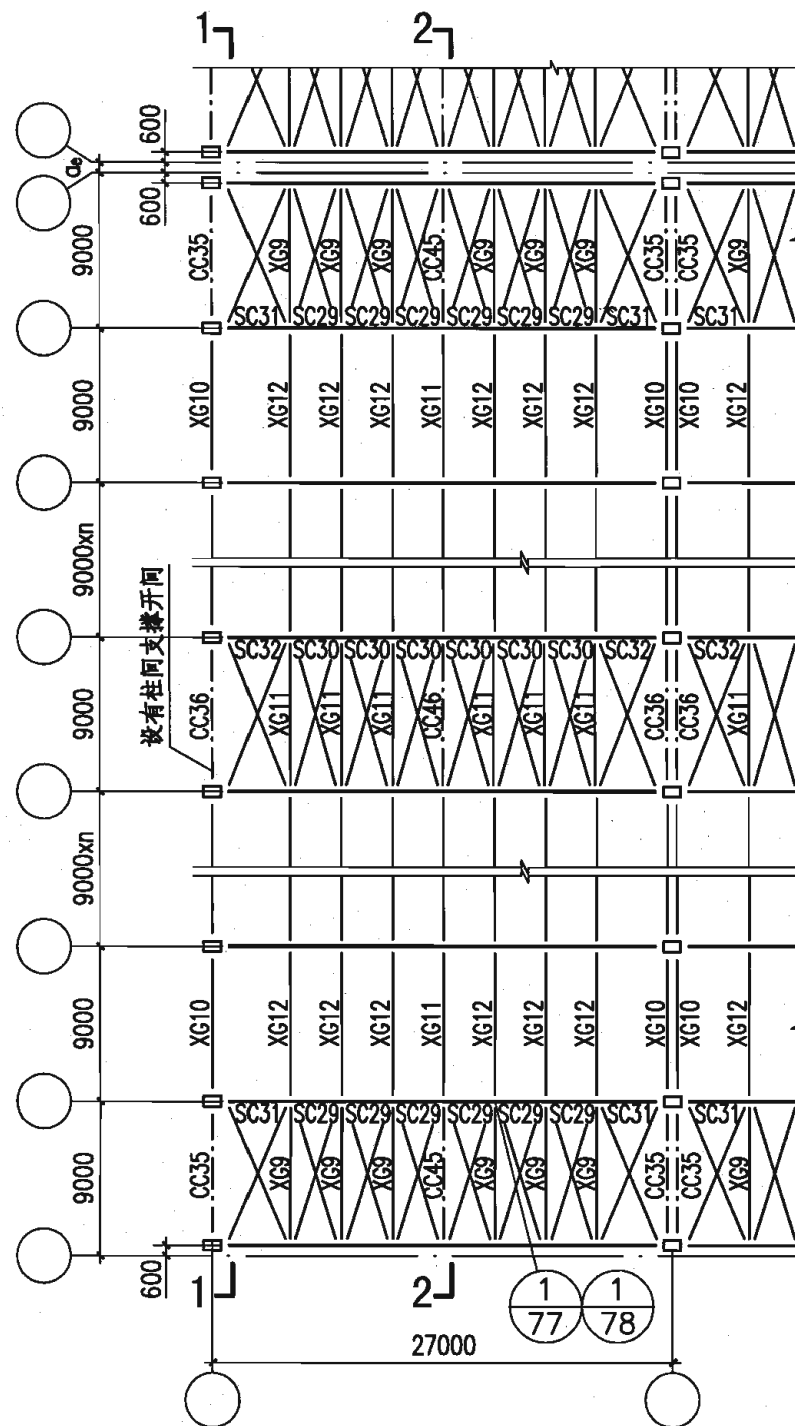 1 2
600
ae
600
9000 CC35 XG9 XG9 XG9 CC45 XG9 XG9 XG9 CC35 CC35 XG9
SC31 SC29 SC29 SC29 SC29 SC29 SC29 SC31 SC31
9000 XG10 XG12 XG12 XG12 XG11 XG12 XG12 XG12 XG10 XG10 XG12
9000xn
设有柱间支撑开间
SC32 SC30 SC30 SC30 SC30 SC30 SC30 SC32 SC32
9000 CC36 XG11 XG11 XG11 CC46 XG11 XG11 XG11 CC36 CC36 XG11
9000xn
9000 XG10 XG12 XG12 XG12 XG11 XG12 XG12 XG12 XG10 XG10 XG12
SC31 SC29 SC29 SC29 SC29 SC29 SC29 SC31 SC31
9000 CC35 XG9 XG9 XG9 CC45 XG9 XG9 XG9 CC35 CC35 XG9
600
1 2
1 1
77 78
27000